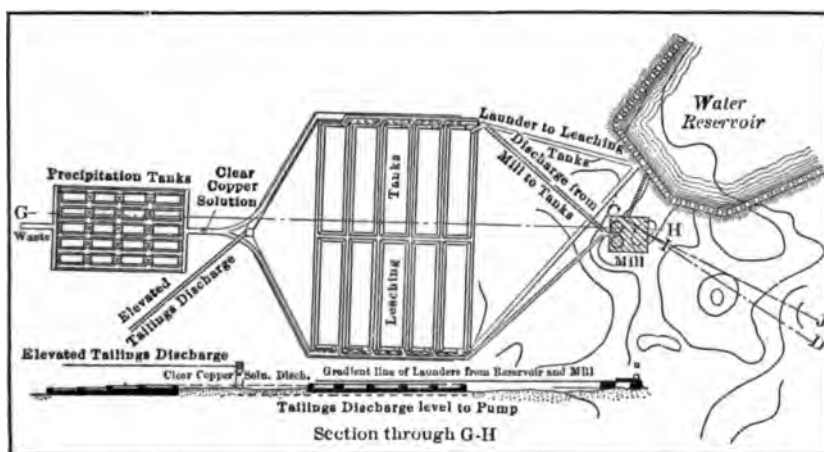 Water
Reservoir
Launder to Leaching
Tanks
Discharge from
Mill to Tanks
Precipitation Tanks
Clear
Copper
Solution
Tanks
Leaching
G-
Waste
C
H
I
Mill
J
D
Elevated
Tailings Discharge
Elevated Tailings Discharge
Clear Copper Soln. Disch.
Gradient line of Launders from Reservoir and Mill
Tailings Discharge level to Pump
Section through G-H